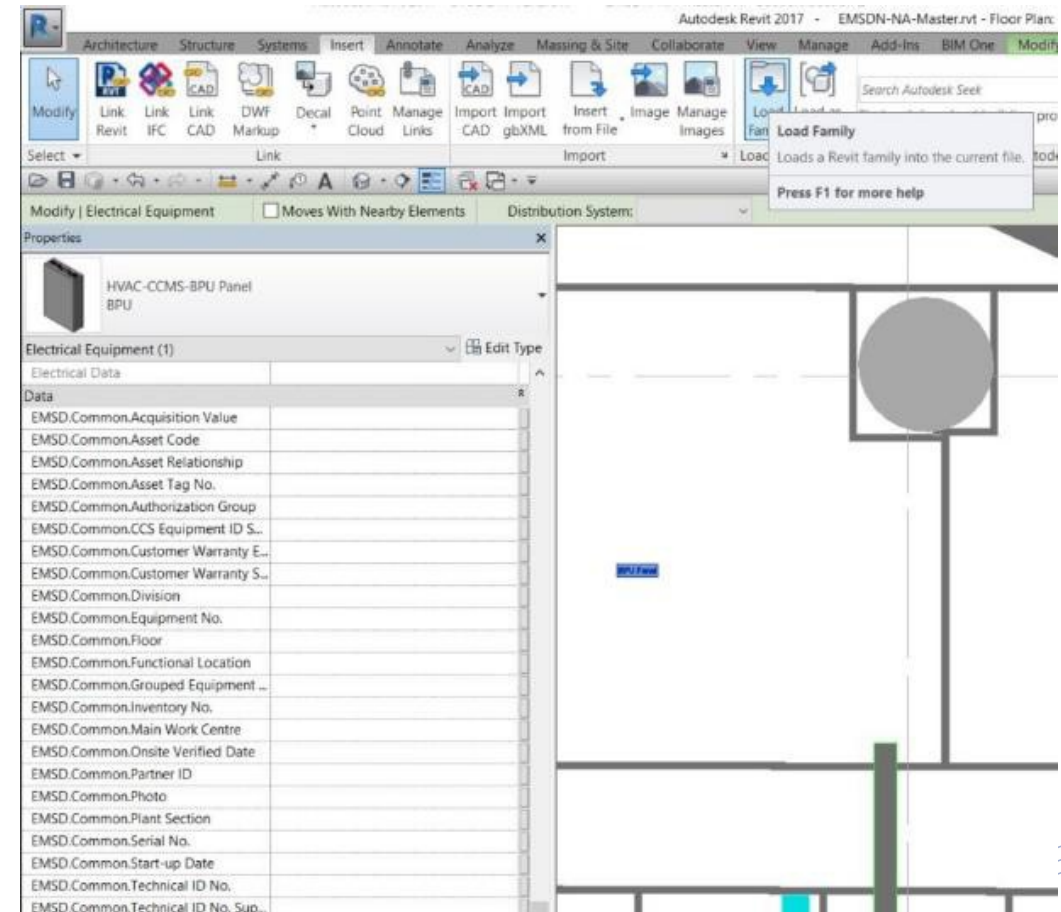 Autodesk Revit 2017 - EMSDN-NA-Master.rvt - Floor Plan:
Architecture Structure Systems Insert Annotate Analyze Massing & Site Collaborate View Manage Add-Ins BIM One Modify
Modify
Link Revit
Link IFC
Link CAD
DWF Markup
Decal
Point Cloud
Manage Links
Import CAD
Import gbXML
Insert from File
Image
Manage Images
Search Autodesk Seek
Select
Link
Import
Load Family
Loads a Revit family into the current file.
Press F1 for more help
Modify | Electrical Equipment Moves With Nearby Elements Distribution System:
Properties
HVAC-CCMS-BPU Panel
BPU
Electrical Equipment (1) Edit Type
Electrical Data
Data
EMSD.Common.Acquisition Value
EMSD.Common.Asset Code
EMSD.Common.Asset Relationship
EMSD.Common.Asset Tag No.
EMSD.Common.Authorization Group
EMSD.Common.CCS Equipment ID S...
EMSD.Common.Customer Warranty E...
EMSD.Common.Customer Warranty S...
EMSD.Common.Division
EMSD.Common.Equipment No.
EMSD.Common.Floor
EMSD.Common.Functional Location
EMSD.Common.Grouped Equipment ...
EMSD.Common.Inventory No.
EMSD.Common.Main Work Centre
EMSD.Common.Onsite Verified Date
EMSD.Common.Partner ID
EMSD.Common.Photo
EMSD.Common.Plant Section
EMSD.Common.Serial No.
EMSD.Common.Start-up Date
EMSD.Common.Technical ID No.
EMSD.Common.Technical ID No. Sup...
BPU Panel